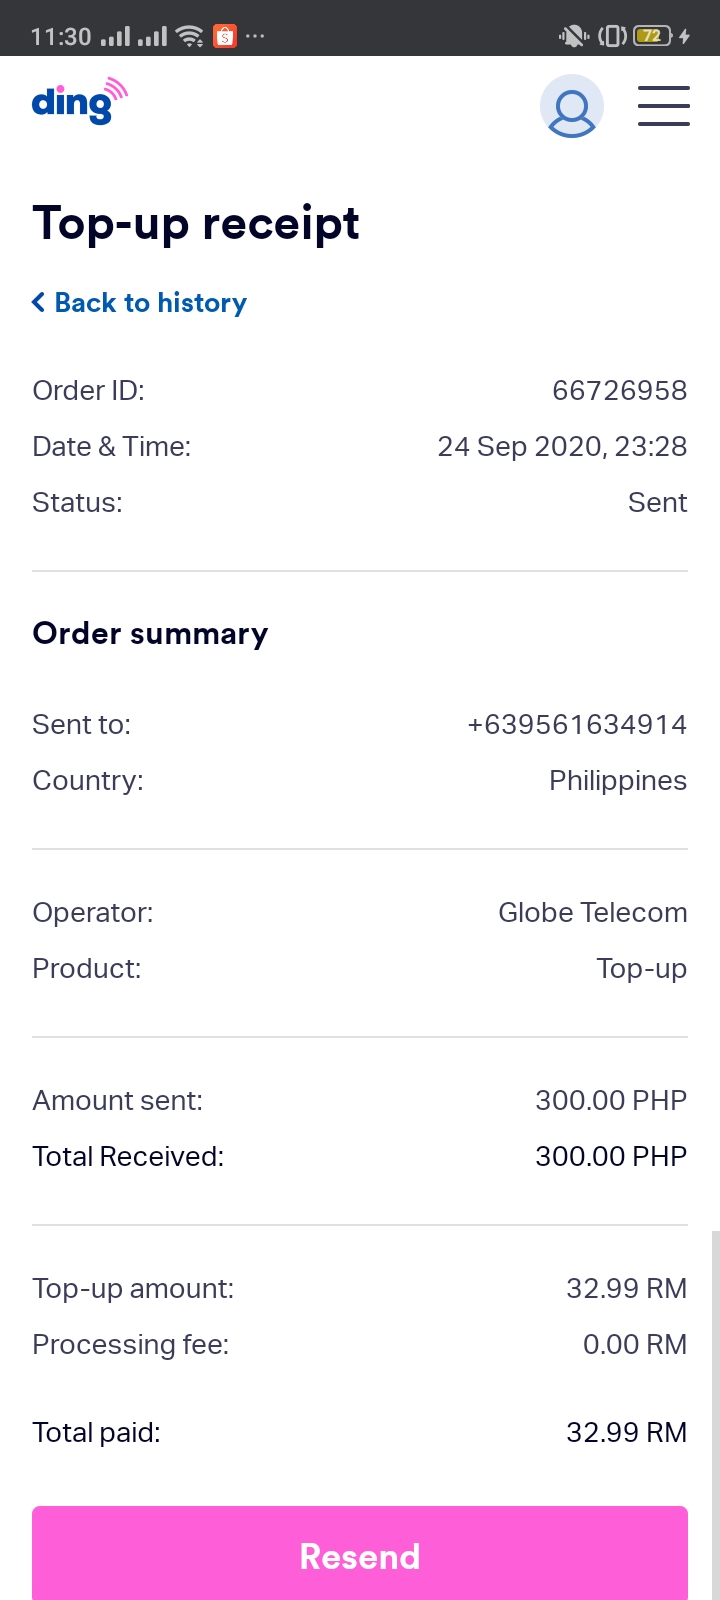 11:30
72
ding
Top-up receipt
Back to history
Order ID: 66726958
Date & Time: 24 Sep 2020, 23:28
Status: Sent
Order summary
Sent to: +639561634914
Country: Philippines
Operator: Globe Telecom
Product: Top-up
Amount sent: 300.00 PHP
Total Received: 300.00 PHP
Top-up amount: 32.99 RM
Processing fee: 0.00 RM
Total paid: 32.99 RM
Resend